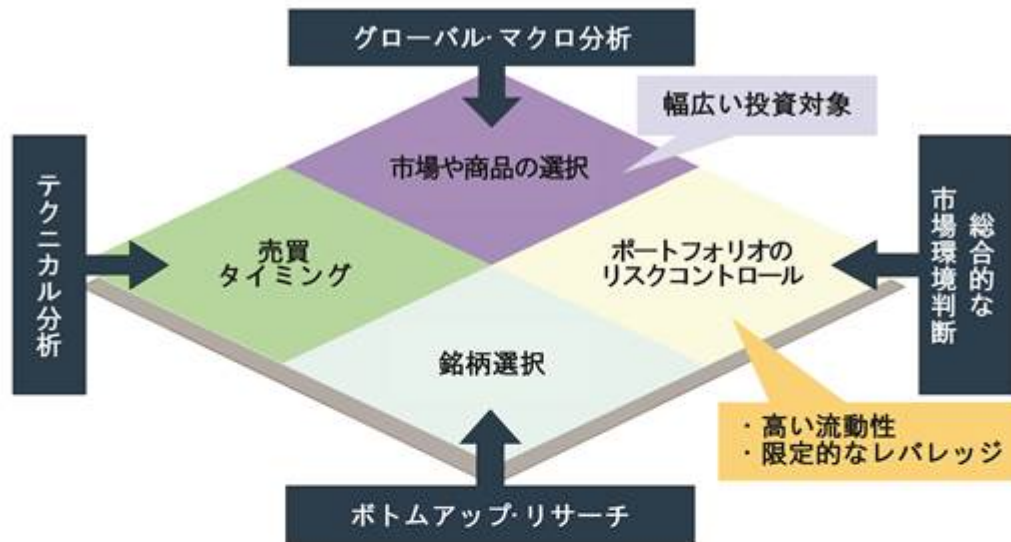 グローバル・マクロ分析
幅広い投資対象
市場や商品の選択
テクニカル分析
売買
タイミング
ポートフォリオの
リスクコントロール
総合的な
市場環境判断
銘柄選択
・高い流動性
・限定的なレバレッジ
ボトムアップ・リサーチ